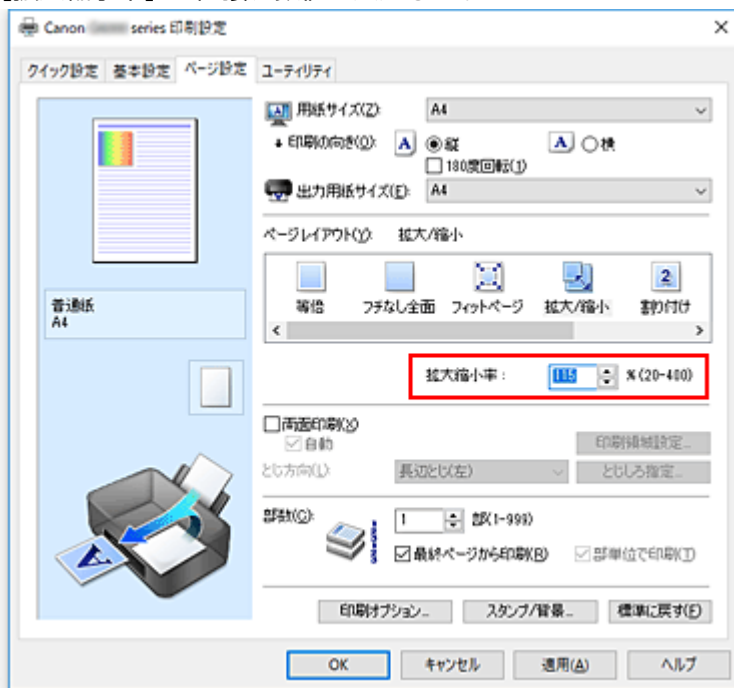 Canon series 印刷設定
クイック設定 基本設定 ページ設定 ユーティリティ
用紙サイズ(Z): A4
印刷の向き(O): A 縦 A 横
180度回転(1)
出力用紙サイズ(E): A4
ページレイアウト(Y): 拡大/縮小
等倍 フチなし全面 フィットページ 拡大/縮小 割り付け
普通紙
A4
拡大縮小率: 115 % (20-400)
両面印刷(X)
自動
印刷領域設定...
とじ方向(L): 長辺とじ(左) とじしろ指定...
部数(C): 1 部(1-999)
最終ページから印刷(R) 部単位で印刷(T)
印刷オプション... スタンプ/背景... 標準に戻す(F)
OK キャンセル 適用(A) ヘルプ